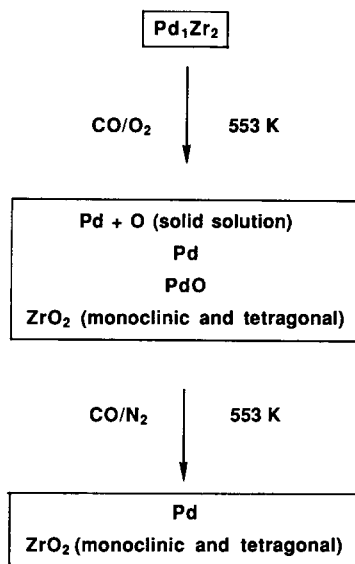 Pd₁Zr₂
CO/O₂ 553 K
Pd + O (solid solution)
Pd
PdO
ZrO₂ (monoclinic and tetragonal)
CO/N₂ 553 K
Pd
ZrO₂ (monoclinic and tetragonal)